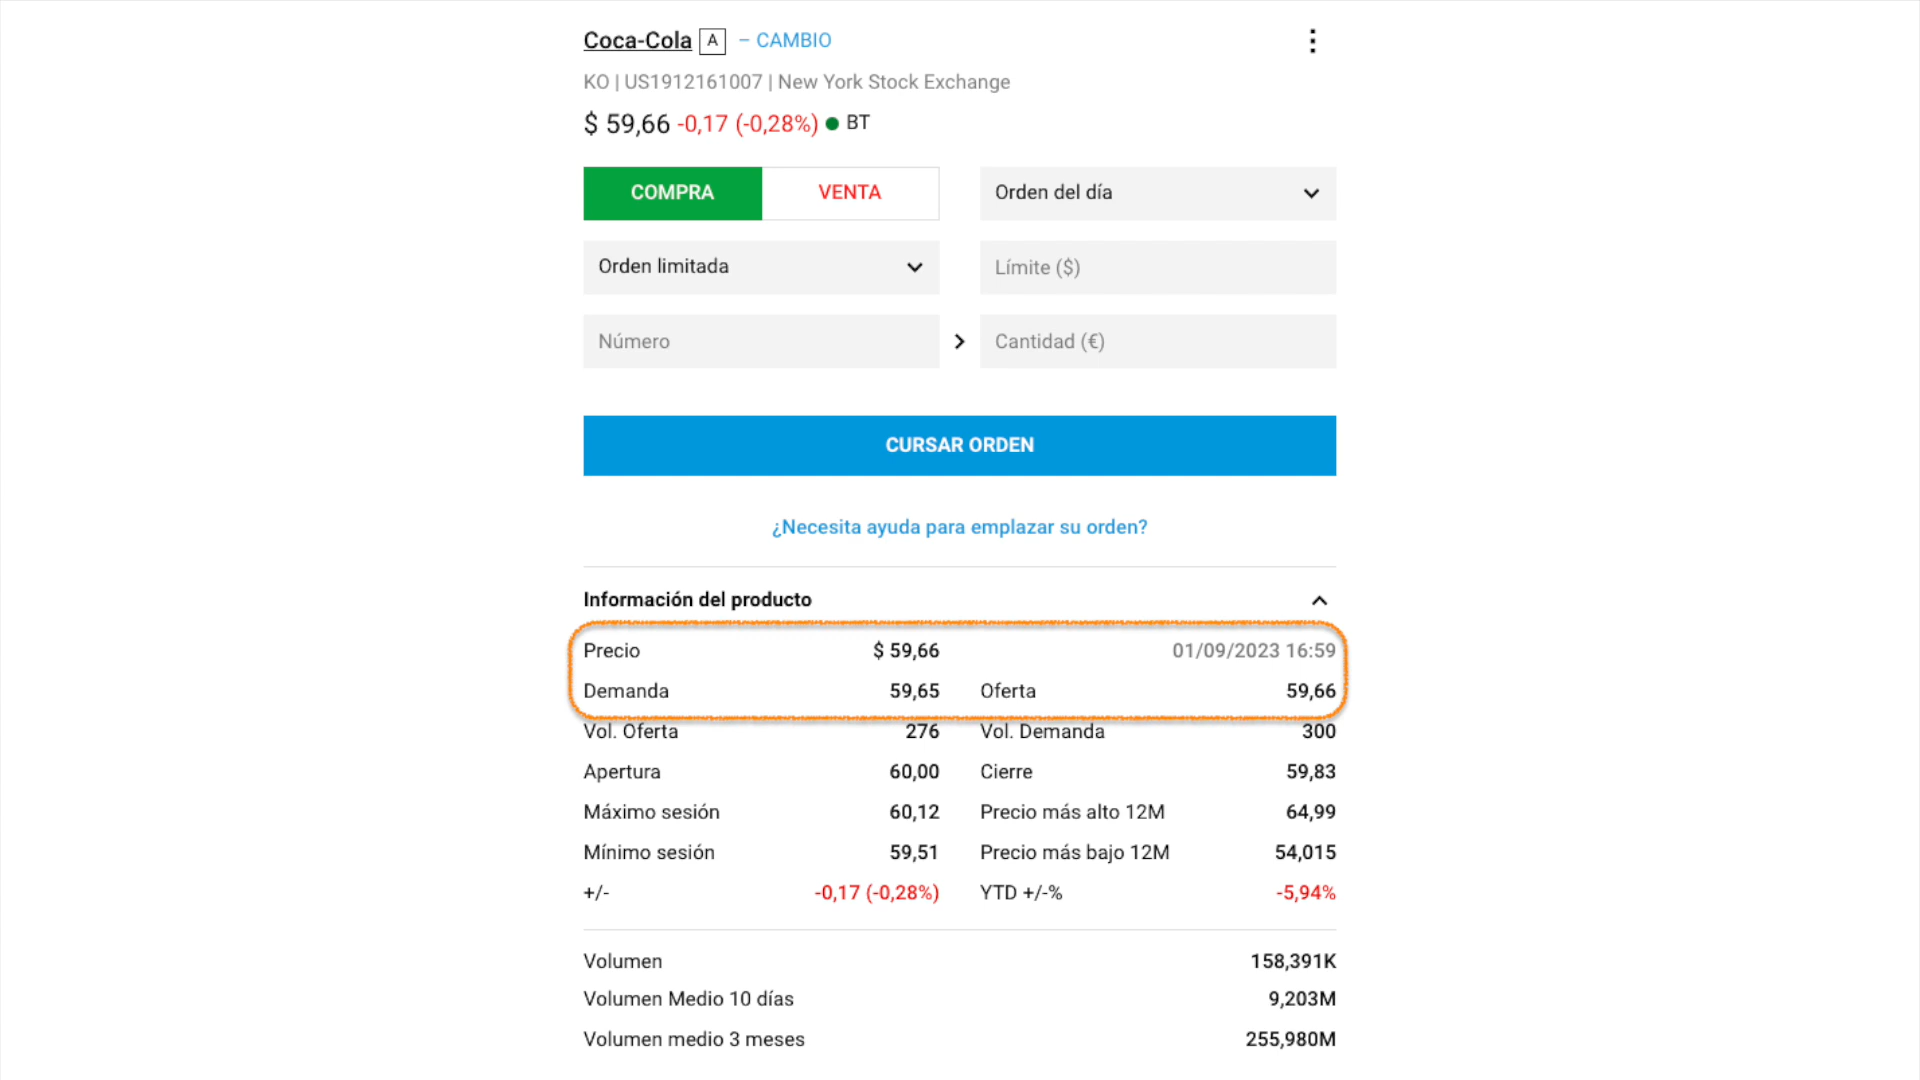 Coca-Cola A – CAMBIO
KO | US1912161007 | New York Stock Exchange
$ 59,66 -0,17 (-0,28%) BT
COMPRA VENTA Orden del día
Orden limitada Límite ($)
Número Cantidad (€)
CURSAR ORDEN
¿Necesita ayuda para emplazar su orden?
Información del producto
Precio $ 59,66 01/09/2023 16:59
Demanda 59,65 Oferta 59,66
Vol. Oferta 276 Vol. Demanda 300
Apertura 60,00 Cierre 59,83
Máximo sesión 60,12 Precio más alto 12M 64,99
Mínimo sesión 59,51 Precio más bajo 12M 54,015
+/- -0,17 (-0,28%) YTD +/-% -5,94%
Volumen 158,391K
Volumen Medio 10 días 9,203M
Volumen medio 3 meses 255,980M